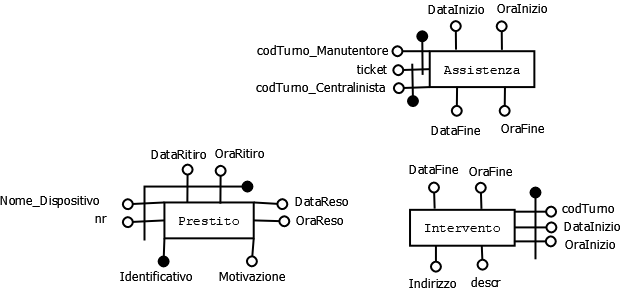 DataInizio
OraInizio
codTurno_Manutentore
ticket
Assistenza
codTurno_Centralinista
DataFine
OraFine
DataRitiro
OraRitiro
Nome_Dispositivo
nr
Prestito
DataReso
OraReso
Identificativo
Motivazione
DataFine
OraFine
codTurno
DataInizio
OraInizio
Intervento
Indirizzo
descr